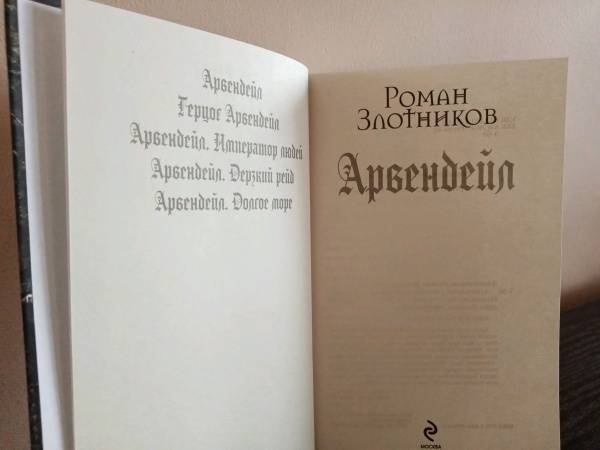 Арвендейл
Герцог Арвендейл
Арвендейл. Император людей
Арвендейл. Дерзкий рейд
Арвендейл. Долгое море
Роман
Злотников
Арвендейл
МОСКВА